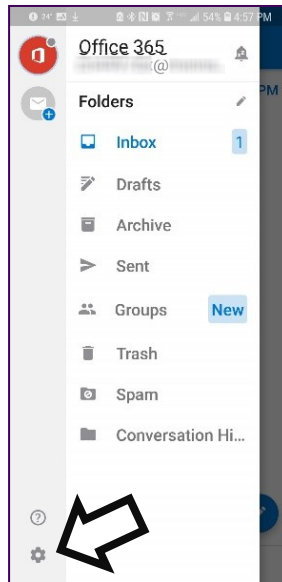 24° 54% 4:57 PM
Office 365
@
PM
Folders
Inbox 1
Drafts
Archive
Sent
Groups New
Trash
Spam
Conversation Hi...
?